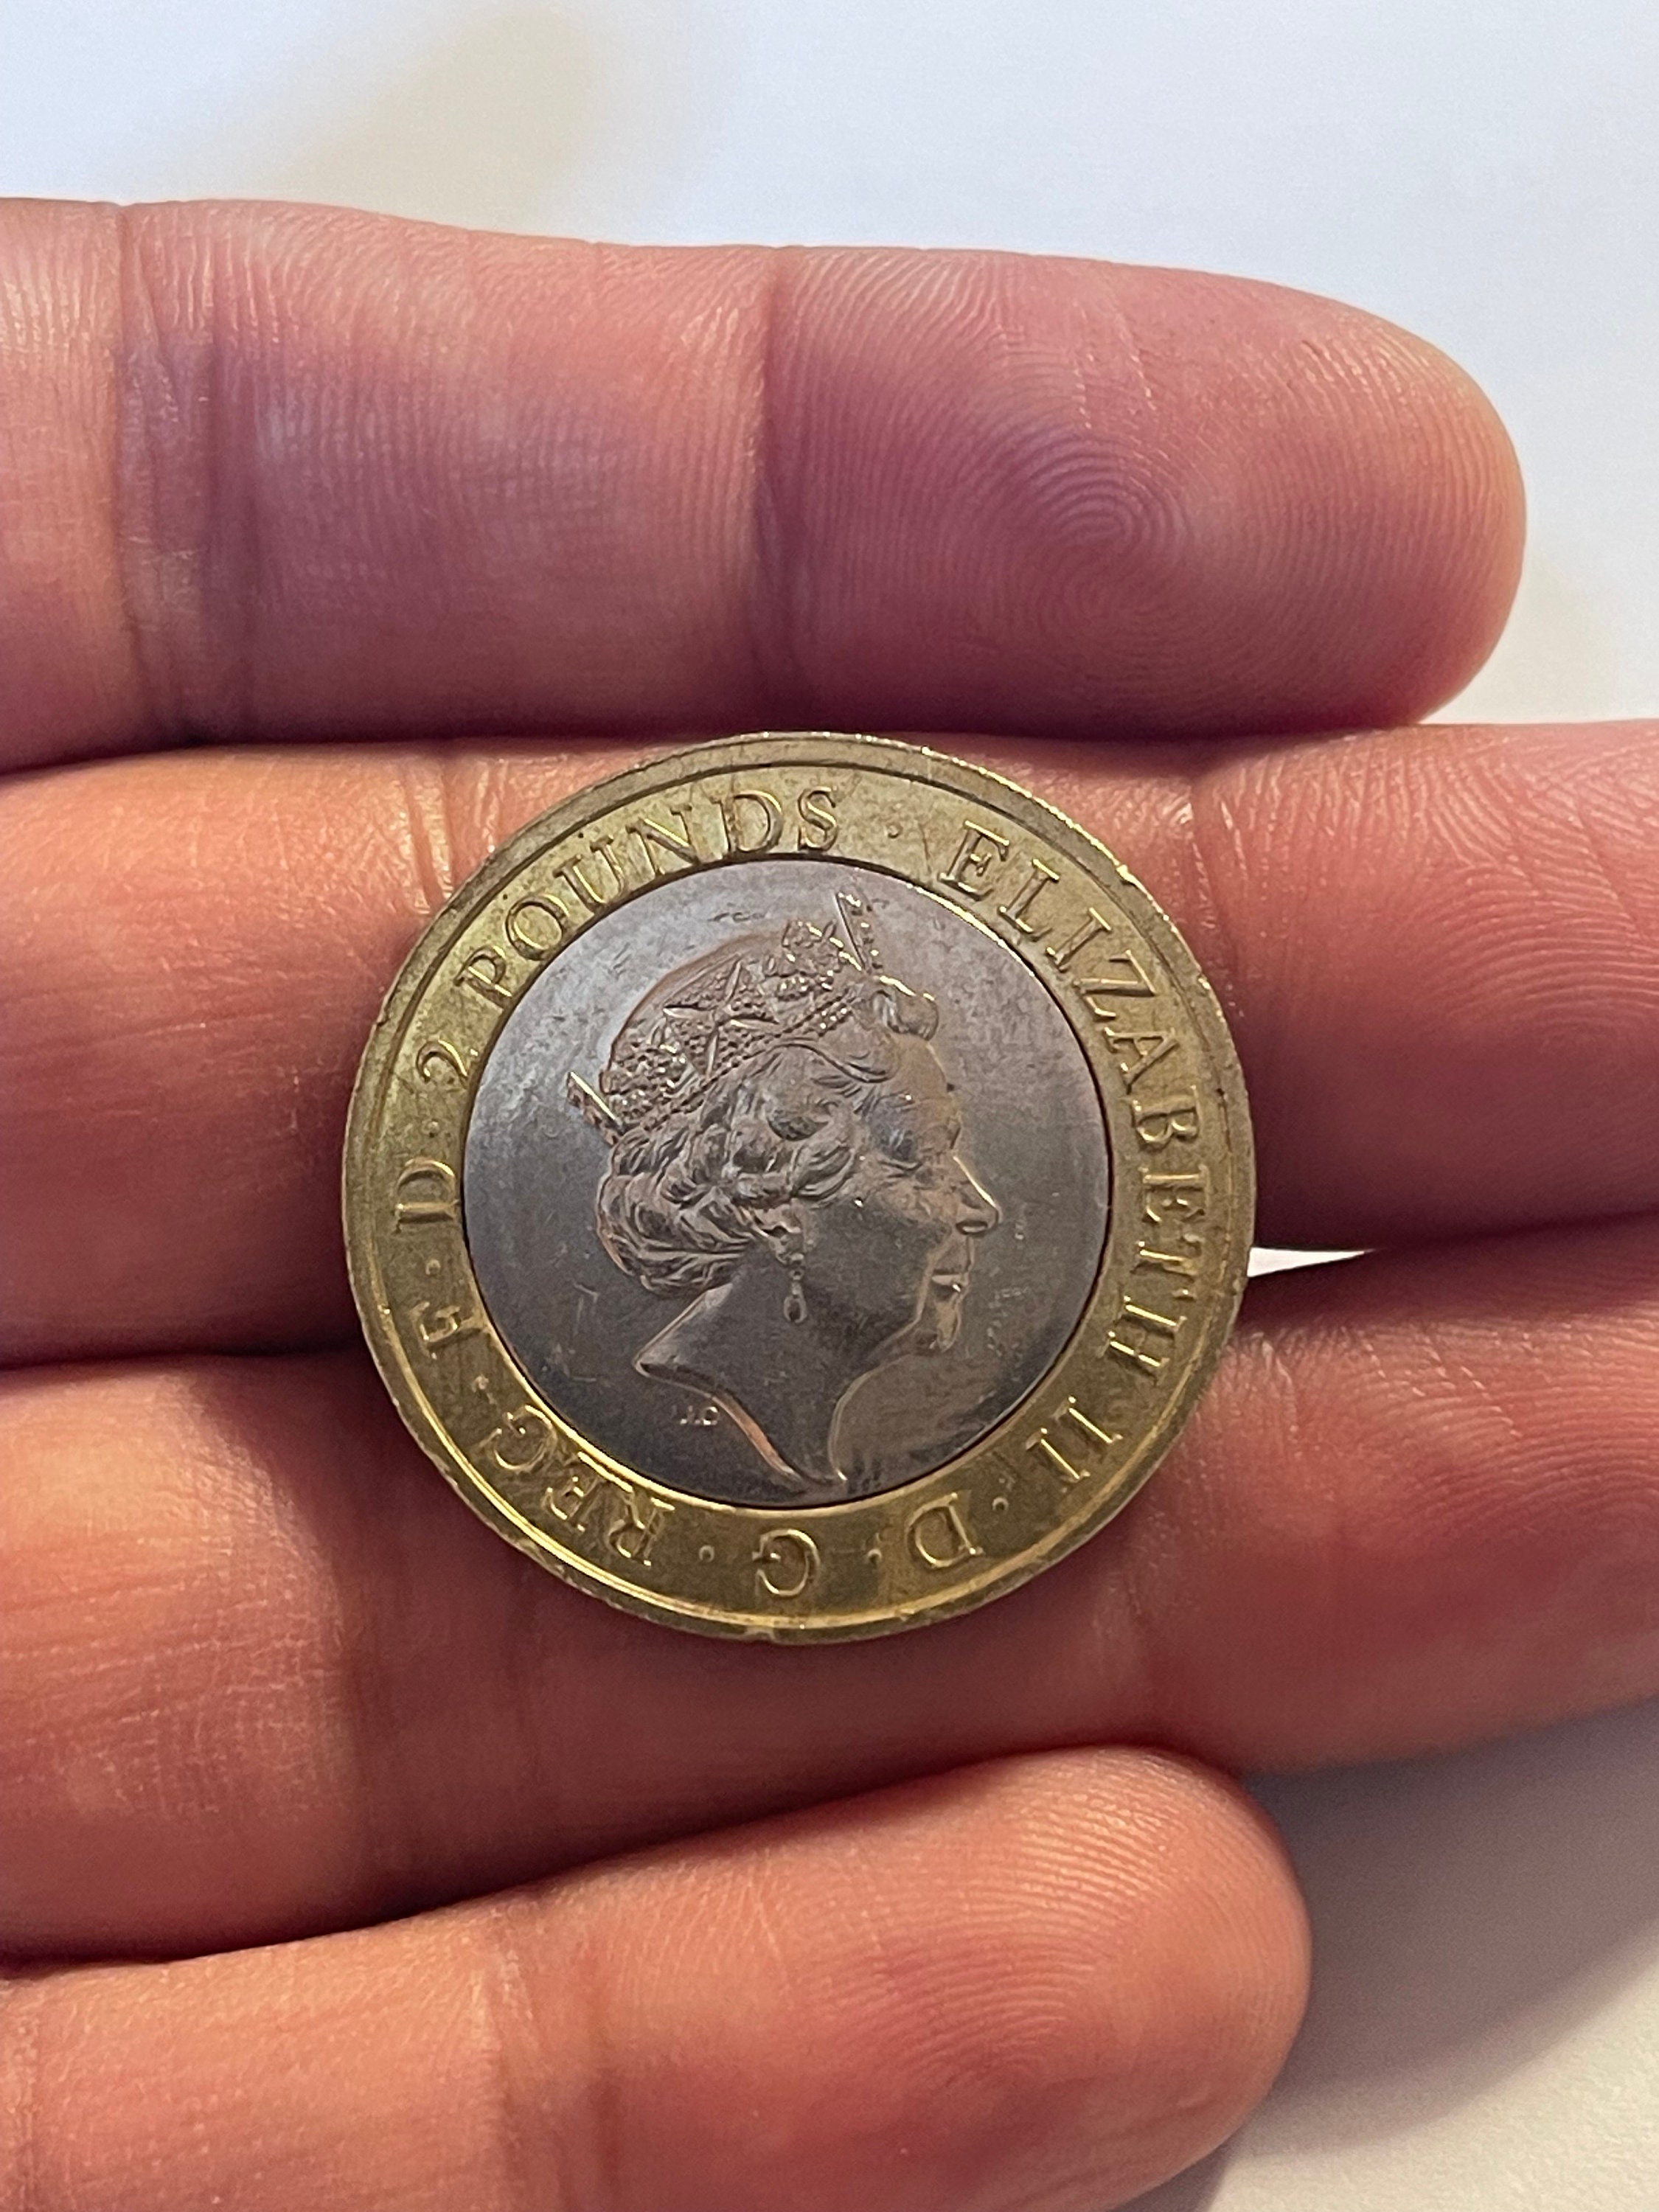 ELIZABETH II · D · G · REG · F · D · 2 POUNDS ·
J.C